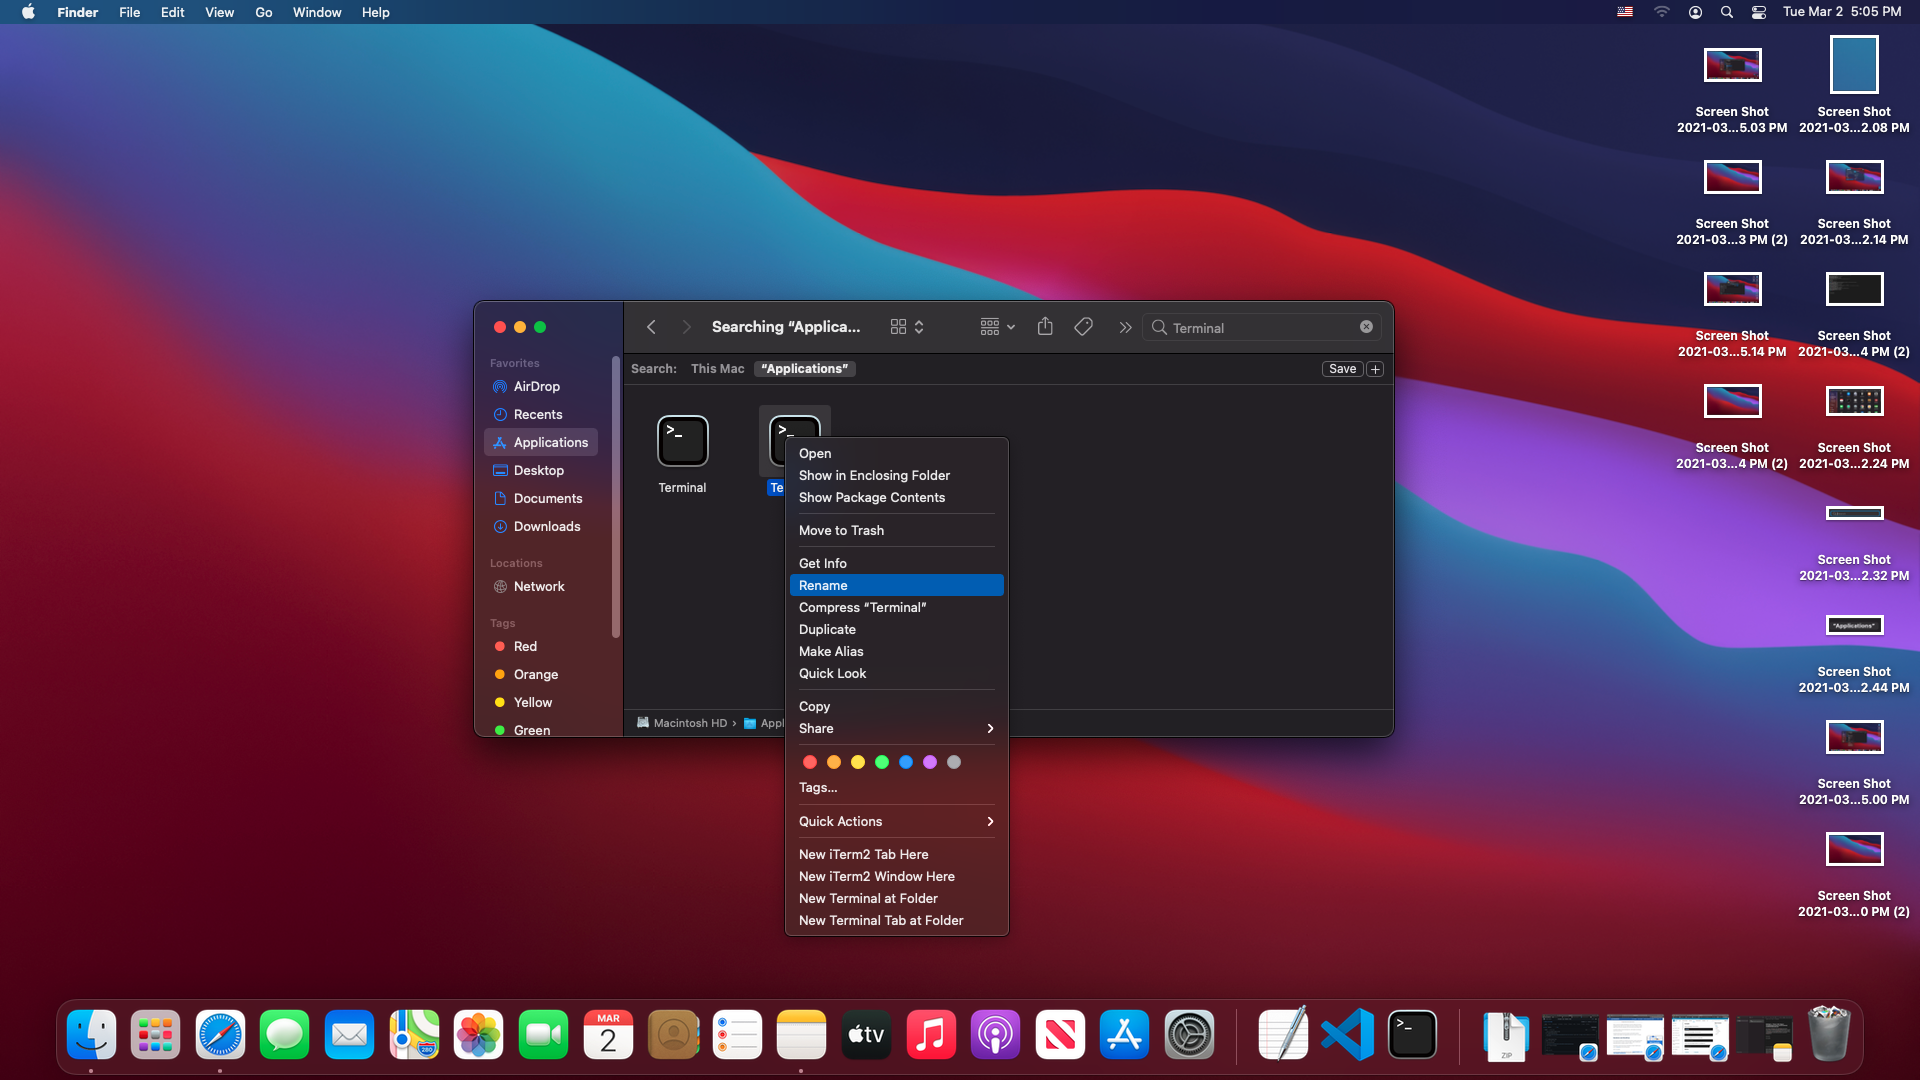 Finder File Edit View Go Window Help
Tue Mar 2 5:05 PM
Screen Shot
2021-03...5.03 PM
Screen Shot
2021-03...2.08 PM
Screen Shot
2021-03...3 PM (2)
Screen Shot
2021-03...2.14 PM
Screen Shot
2021-03...5.14 PM
Screen Shot
2021-03...4 PM (2)
Screen Shot
2021-03...4 PM (2)
Screen Shot
2021-03...2.24 PM
Screen Shot
2021-03...2.32 PM
"Applications"
Screen Shot
2021-03...2.44 PM
Screen Shot
2021-03...5.00 PM
Screen Shot
2021-03...0 PM (2)
Searching “Applica...
Terminal
Search: This Mac “Applications” Save
Favorites
AirDrop
Recents
Applications
Desktop
Documents
Downloads
Locations
Network
Tags
Red
Orange
Yellow
Green
>_
Terminal
>_
Te
Macintosh HD › Appl
Open
Show in Enclosing Folder
Show Package Contents
Move to Trash
Get Info
Rename
Compress “Terminal”
Duplicate
Make Alias
Quick Look
Copy
Share
Tags...
Quick Actions
New iTerm2 Tab Here
New iTerm2 Window Here
New Terminal at Folder
New Terminal Tab at Folder
280
MAR
2
tv
>_
ZIP